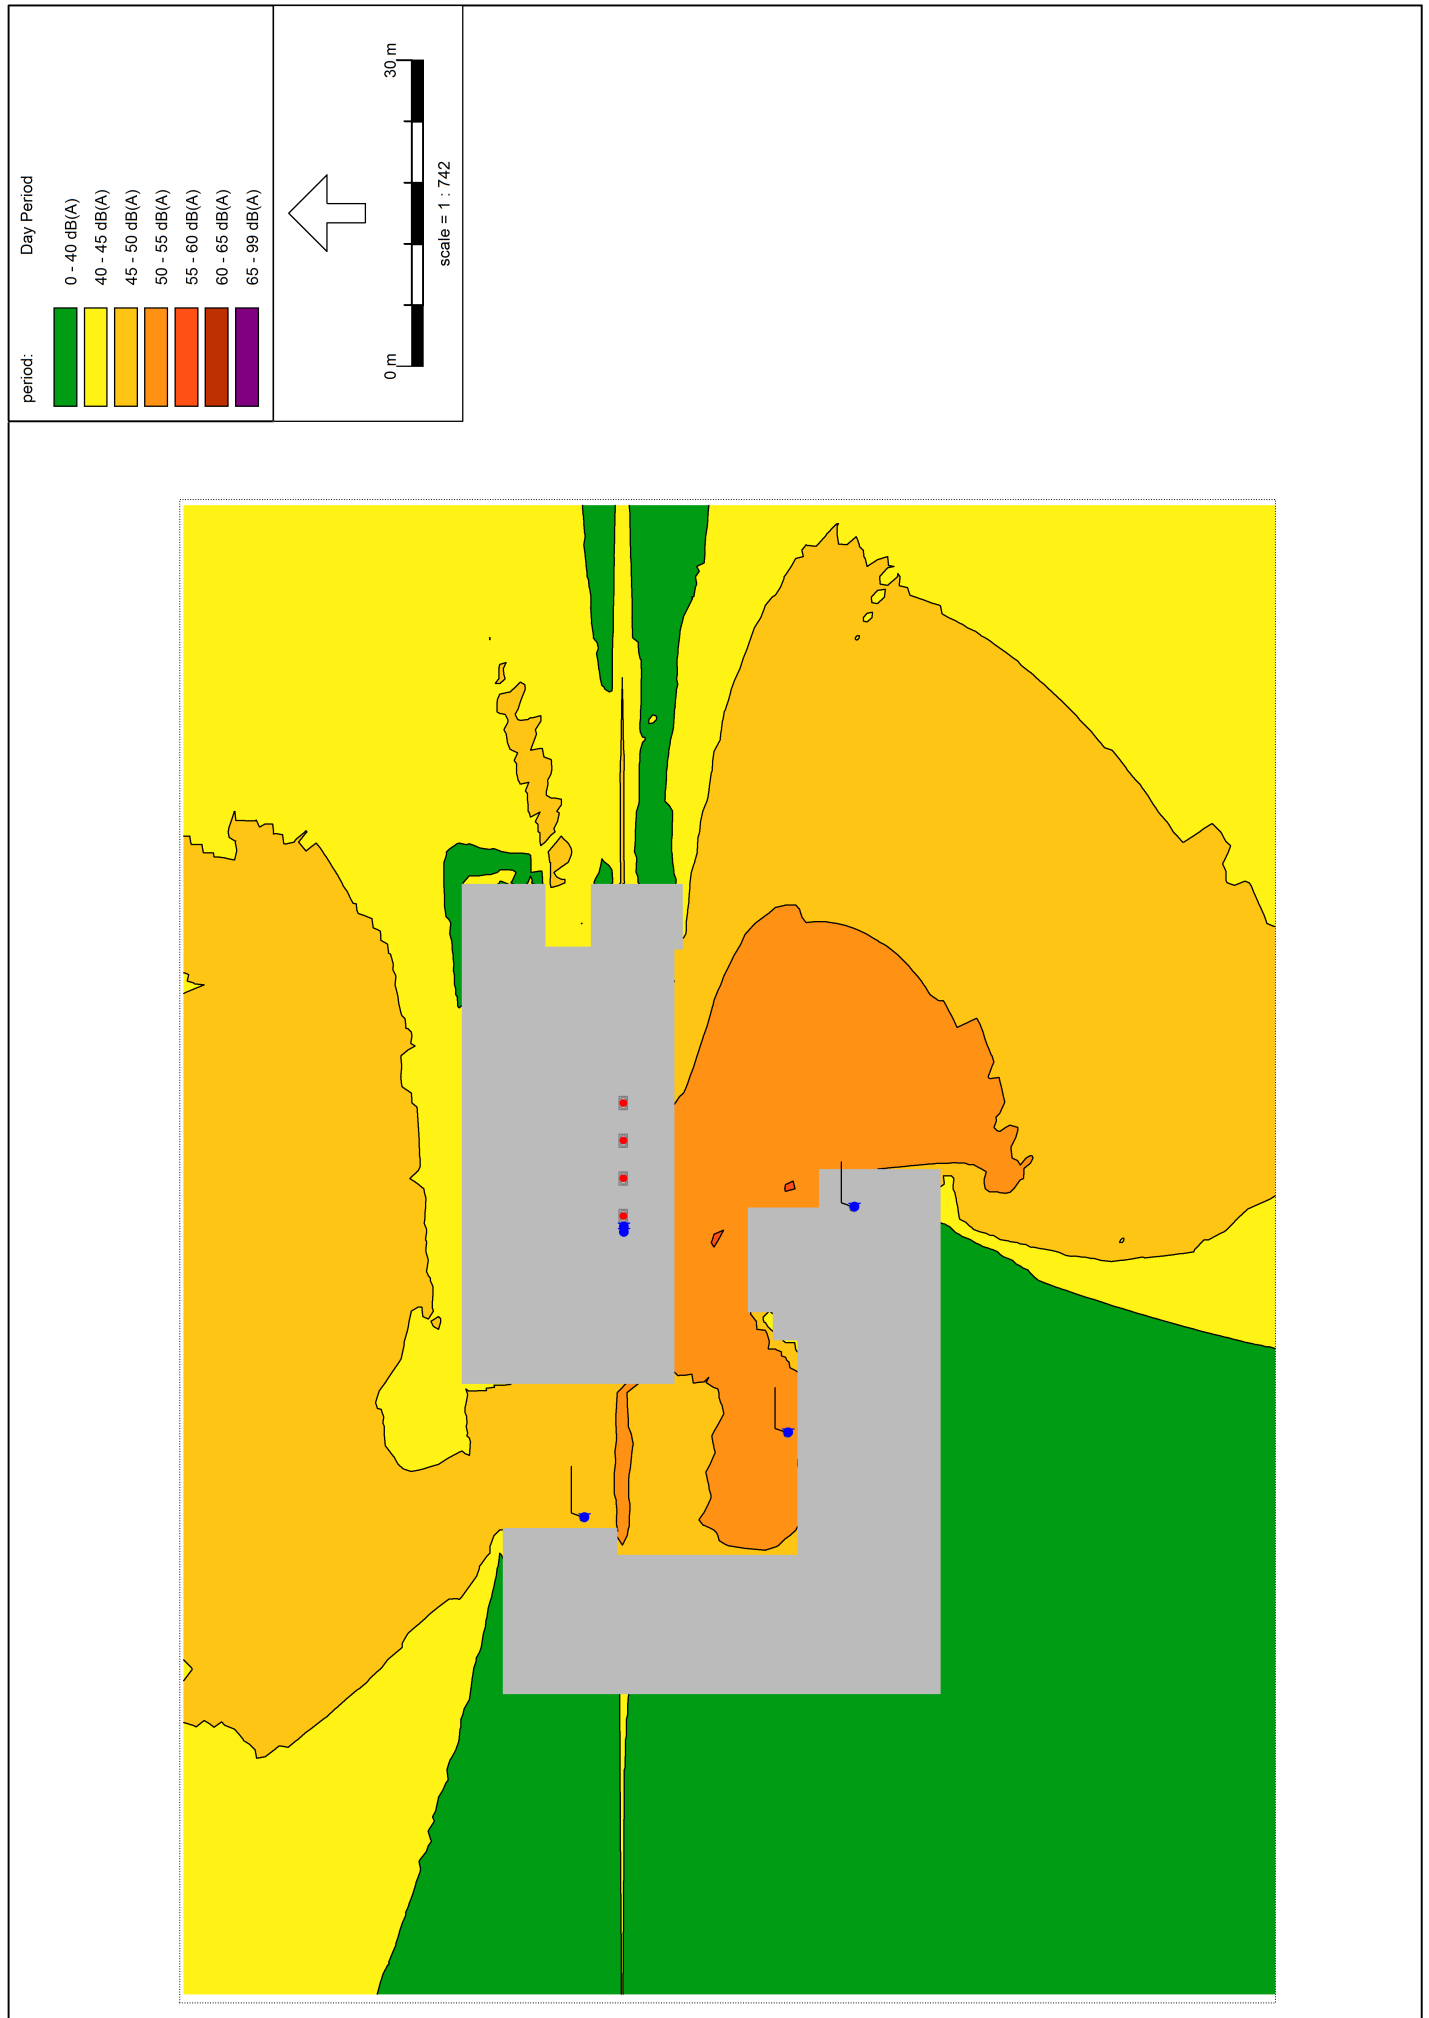 period: Day Period
0 - 40 dB(A)
40 - 45 dB(A)
45 - 50 dB(A)
50 - 55 dB(A)
55 - 60 dB(A)
60 - 65 dB(A)
65 - 99 dB(A)
0 m 30 m
scale = 1 : 742